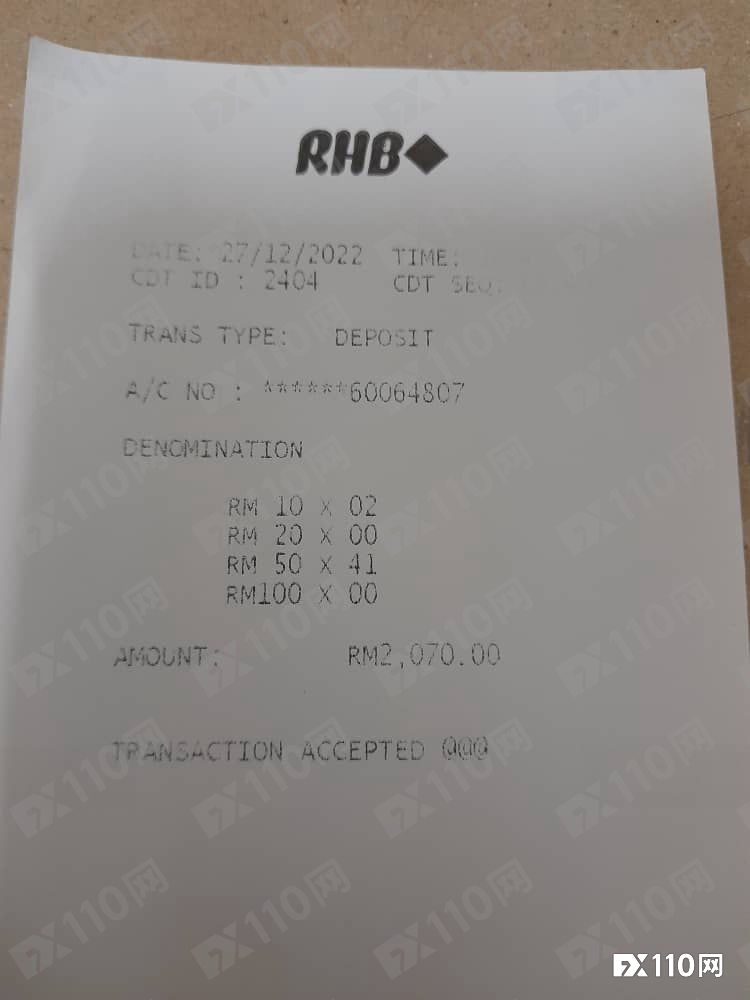 RHB
DATE: 27/12/2022 TIME:
CDT ID : 2404 CDT SEQ:
TRANS TYPE: DEPOSIT
A/C NO : ******60064807
DENOMINATION
RM 10 X 02
RM 20 X 00
RM 50 X 41
RM100 X 00
AMOUNT: RM2,070.00
TRANSACTION ACCEPTED @@@
FX110网